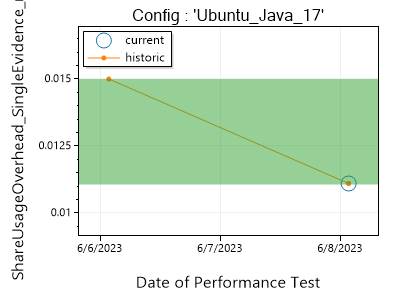 Config : 'Ubuntu_Java_17'
current
historic
ShareUsageOverhead_SingleEvidence_
0.015
0.0125
0.01
6/6/2023
6/7/2023
6/8/2023
Date of Performance Test